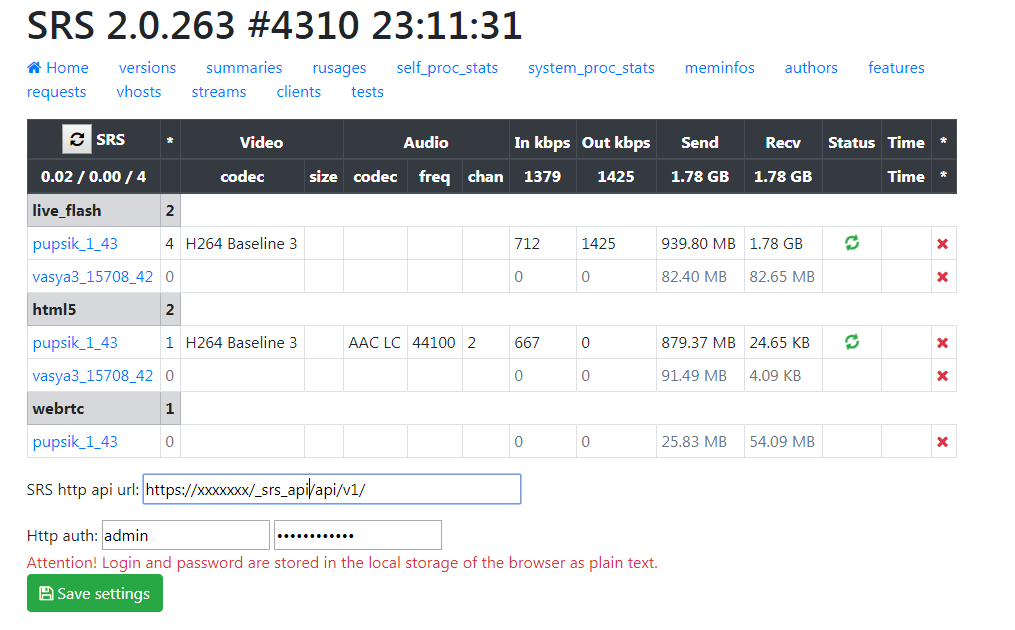 SRS 2.0.263 #4310 23:11:31
Home versions summaries rusages self_proc_stats system_proc_stats meminfos authors features
requests vhosts streams clients tests
SRS * Video Audio In kbps Out kbps Send Recv Status Time *
0.02 / 0.00 / 4 codec size codec freq chan 1379 1425 1.78 GB 1.78 GB Time *
live_flash 2
pupsik_1_43 4 H264 Baseline 3 712 1425 939.80 MB 1.78 GB
vasya3_15708_42 0 0 0 82.40 MB 82.65 MB
html5 2
pupsik_1_43 1 H264 Baseline 3 AAC LC 44100 2 667 0 879.37 MB 24.65 KB
vasya3_15708_42 0 0 0 91.49 MB 4.09 KB
webrtc 1
pupsik_1_43 0 0 0 25.83 MB 54.09 MB
SRS http api url: https://xxxxxxx/_srs_api/api/v1/
Http auth: admin ••••••••••••
Attention! Login and password are stored in the local storage of the browser as plain text.
Save settings